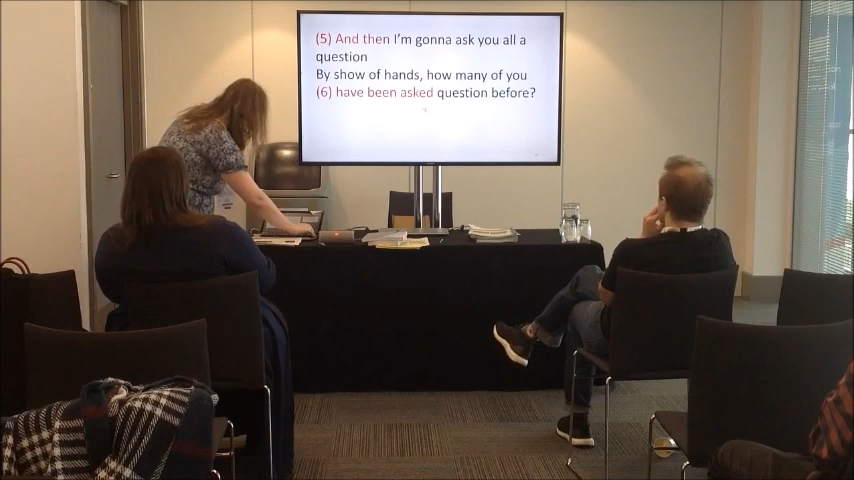 (5) And then I'm gonna ask you all a
question
By show of hands, how many of you
(6) have been asked question before?